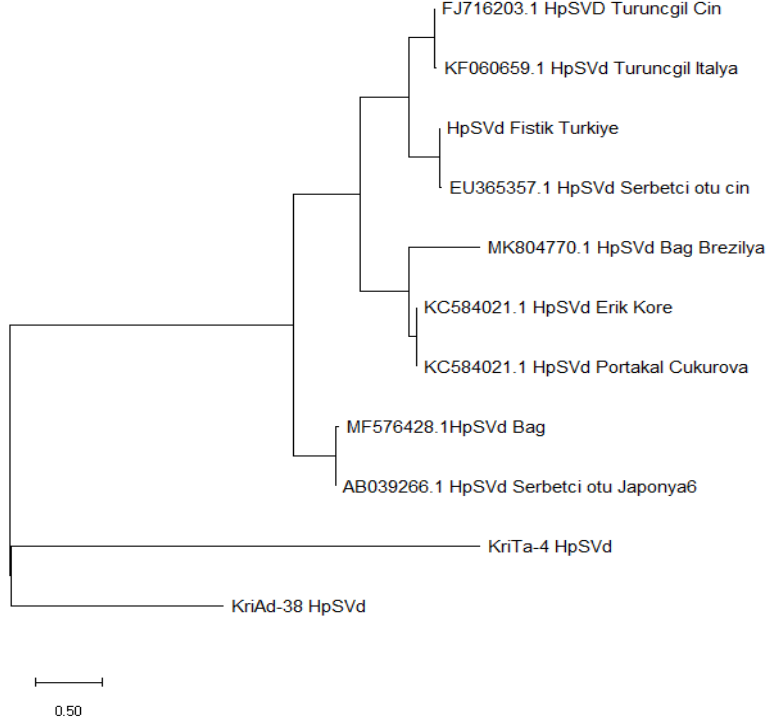 FJ716203.1 HpSVD Turuncgil Cin
KF060659.1 HpSVd Turuncgil Italya
HpSVd Fistik Turkiye
EU365357.1 HpSVd Serbetci otu cin
MK804770.1 HpSVd Bag Brezilya
KC584021.1 HpSVd Erik Kore
KC584021.1 HpSVd Portakal Cukurova
MF576428.1HpSVd Bag
AB039266.1 HpSVd Serbetci otu Japonya6
KriTa-4 HpSVd
KriAd-38 HpSVd
0.50